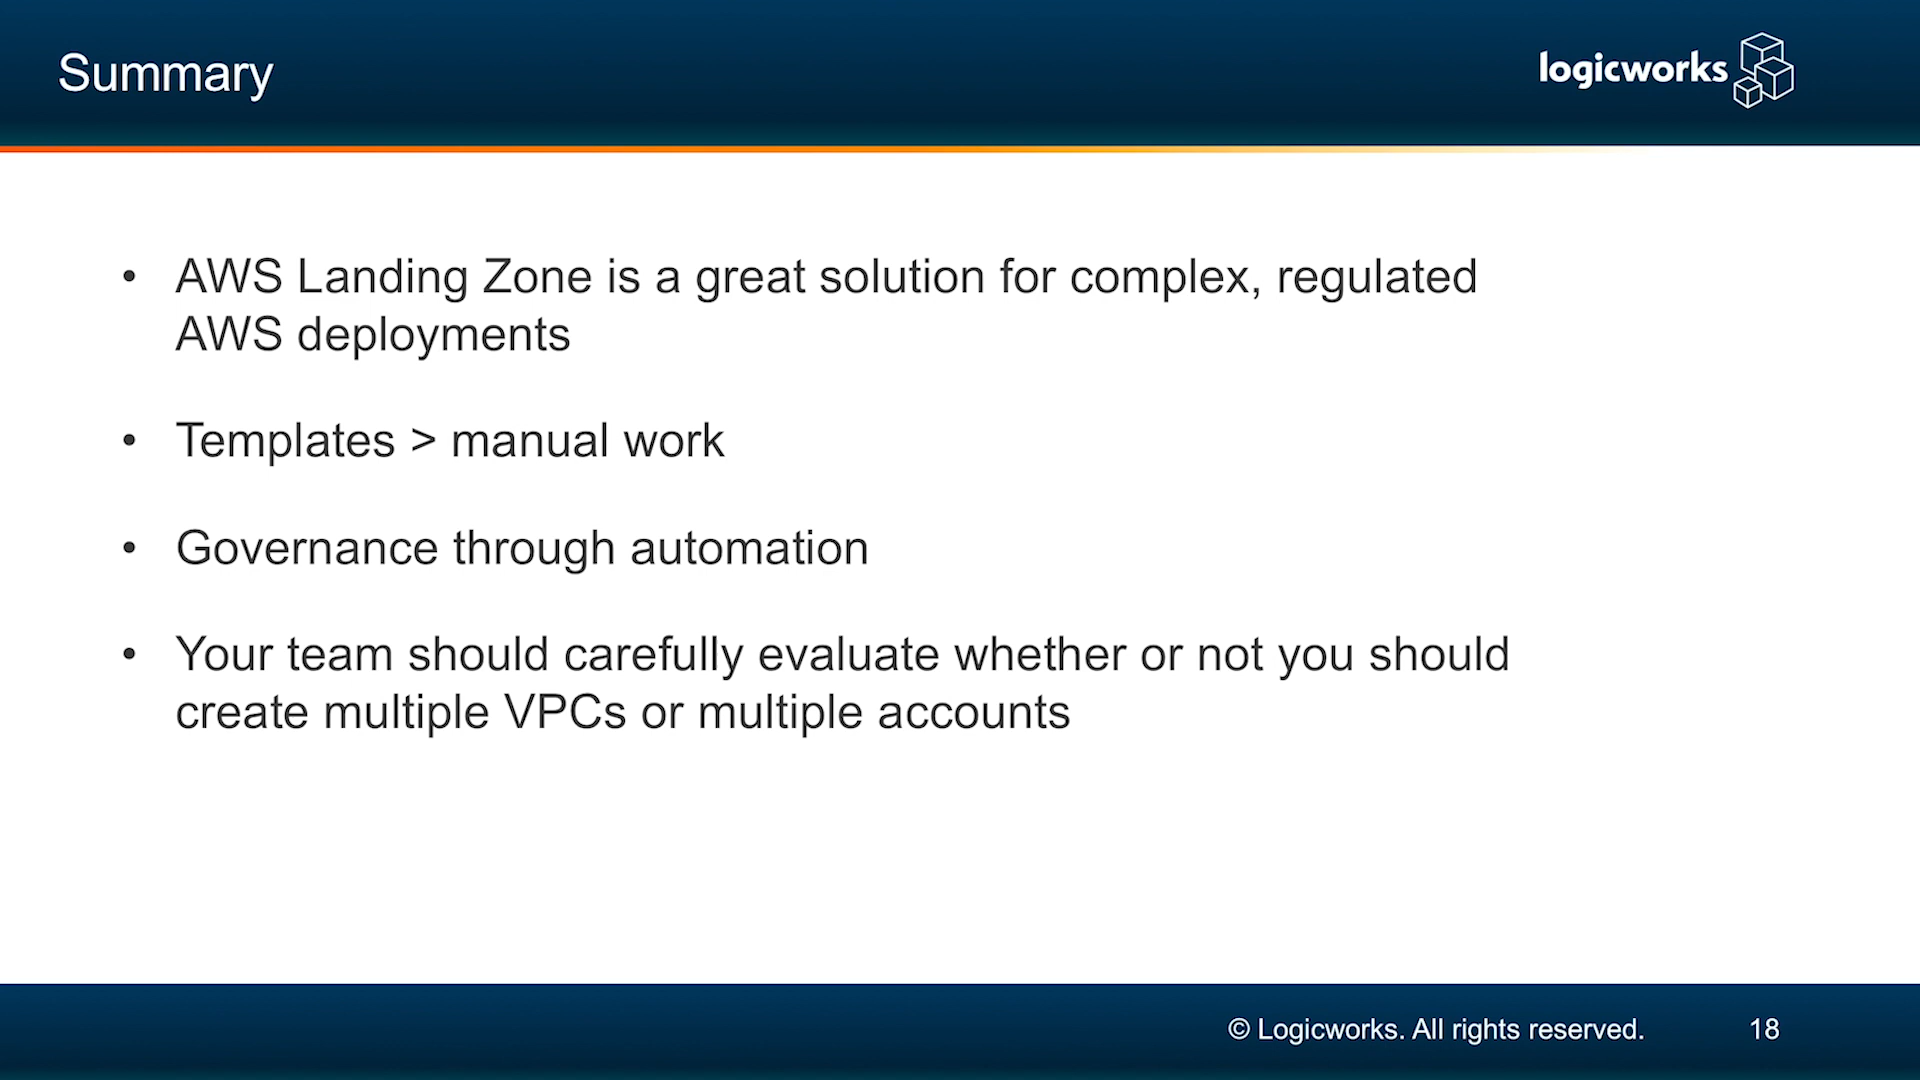 Summary
logicworks
• AWS Landing Zone is a great solution for complex, regulated
AWS deployments
• Templates > manual work
• Governance through automation
• Your team should carefully evaluate whether or not you should
create multiple VPCs or multiple accounts
© Logicworks. All rights reserved.
18